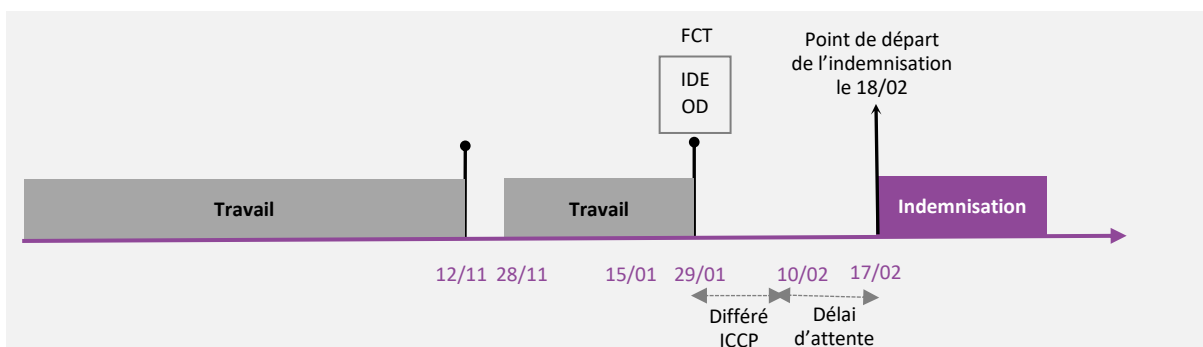 FCT
IDE
OD
Point de départ
de l’indemnisation
le 18/02
Travail
Travail
Indemnisation
12/11 28/11 15/01 29/01 10/02 17/02
Différé
ICCP
Délai
d’attente